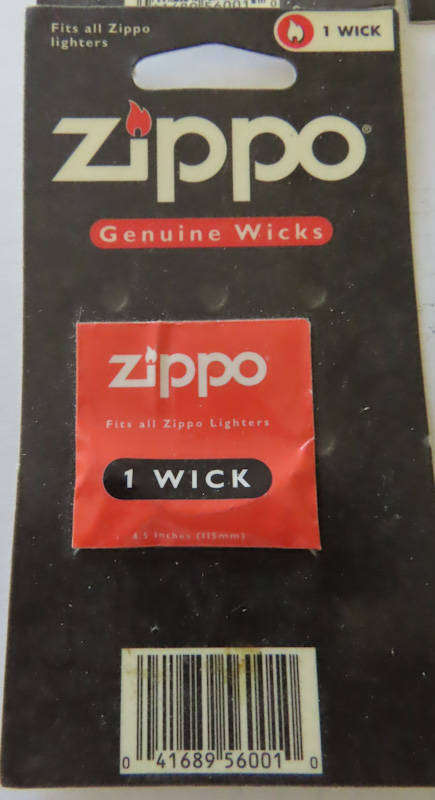 Fits all Zippo
lighters
1 WICK
zippo®
Genuine Wicks
zippo
Fits all Zippo Lighters
1 WICK
4.5 inches (115mm)
0 41689 56001 0